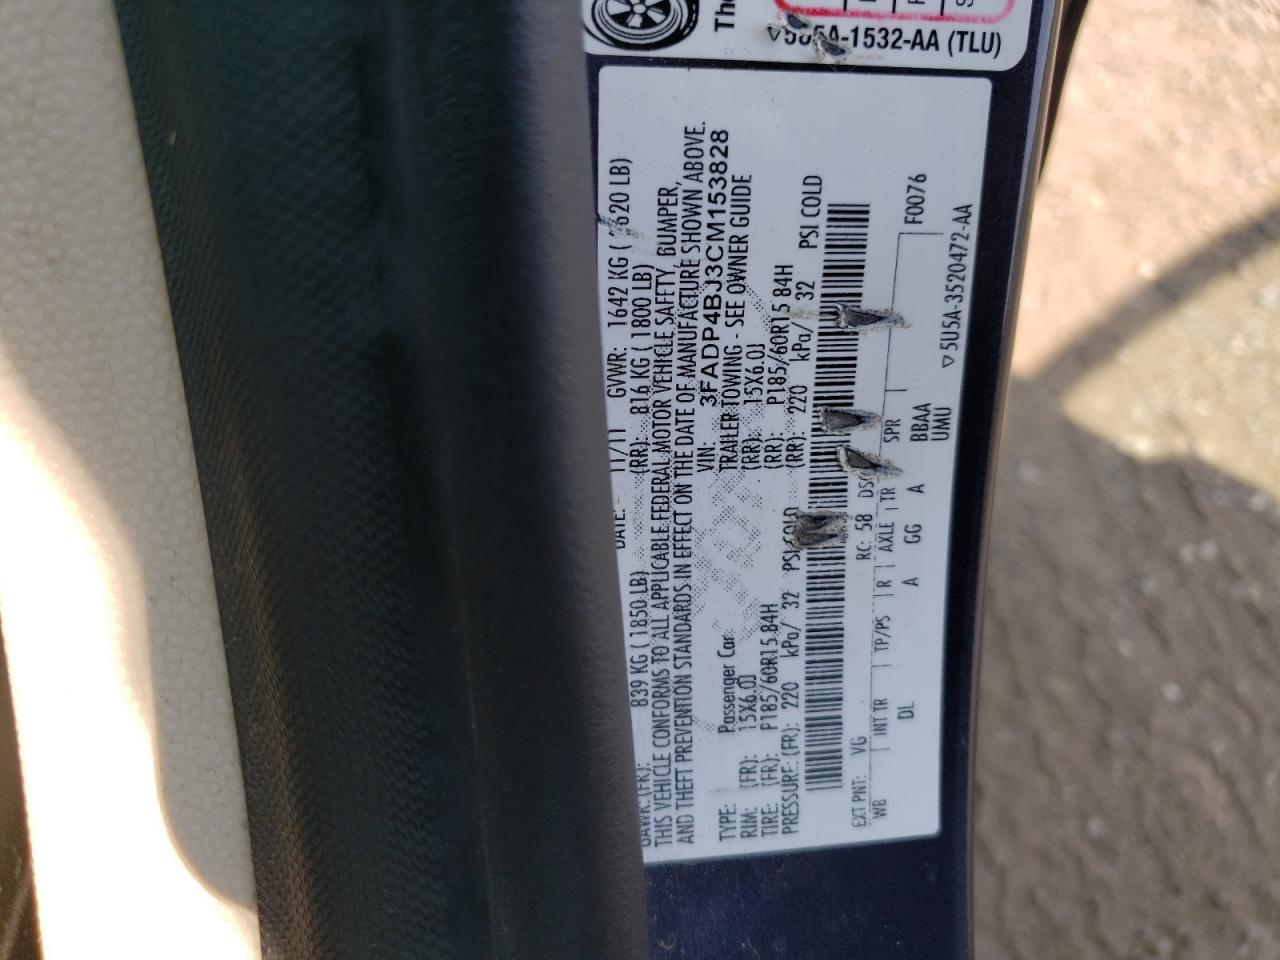 The
▽5U5A-1532-AA (TLU)
DATE: 11/11 GVWR: 1642 KG ( 3620 LB)
GAWR: (FR): 839 KG ( 1850 LB) (RR): 816 KG ( 1800 LB)
THIS VEHICLE CONFORMS TO ALL APPLICABLE FEDERAL MOTOR VEHICLE SAFETY, BUMPER,
AND THEFT PREVENTION STANDARDS IN EFFECT ON THE DATE OF MANUFACTURE SHOWN ABOVE.
VIN: 3FADP4BJ3CM153828
TYPE: Passenger Car TRAILER TOWING - SEE OWNER GUIDE
RIM: (FR): 15X6.0J (RR): 15X6.0J
TIRE: (FR): P185/60R15 84H (RR): P185/60R15 84H
PRESSURE: (FR): 220 kPa/ 32 PSI COLD (RR): 220 kPa/ 32 PSI COLD
EXT PNT: VG RC: 58 DSO F0076
WB INT TR TP/PS R AXLE TR SPR
DL A GG A BBAA
UMU
▽5U5A-3520472-AA